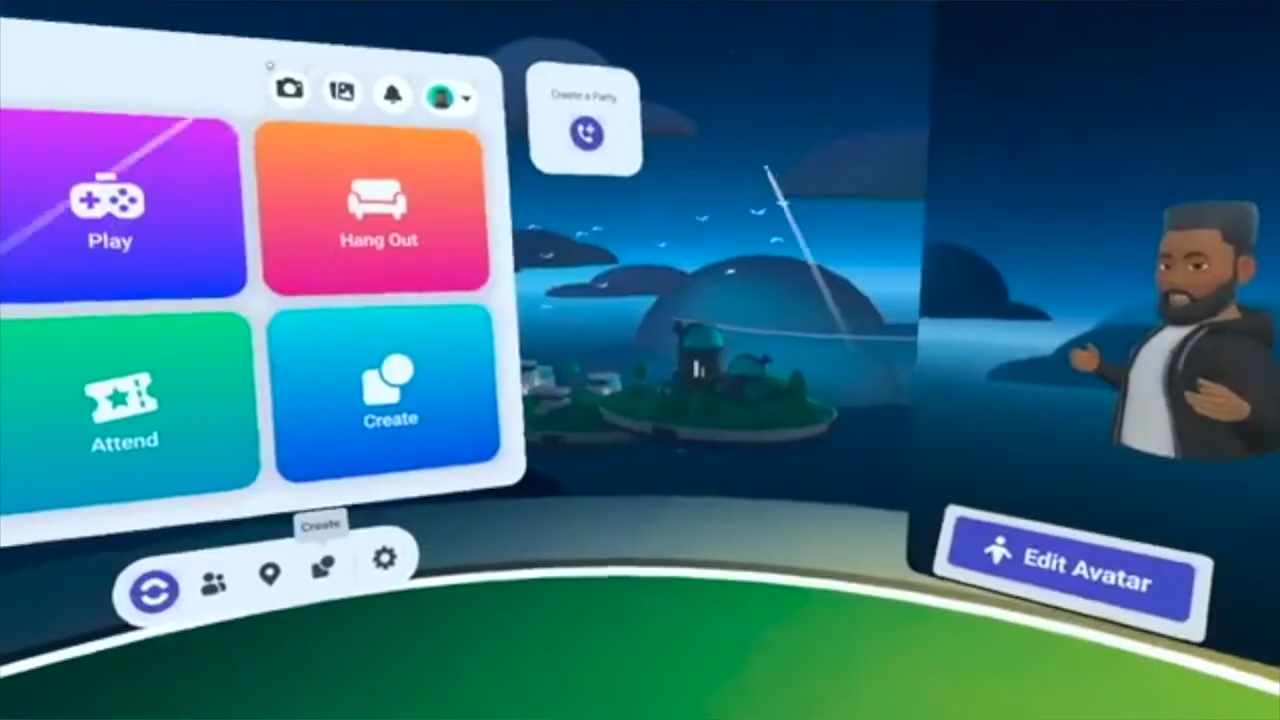 Create a Party
Play
Hang Out
Attend
Create
Create
Edit Avatar